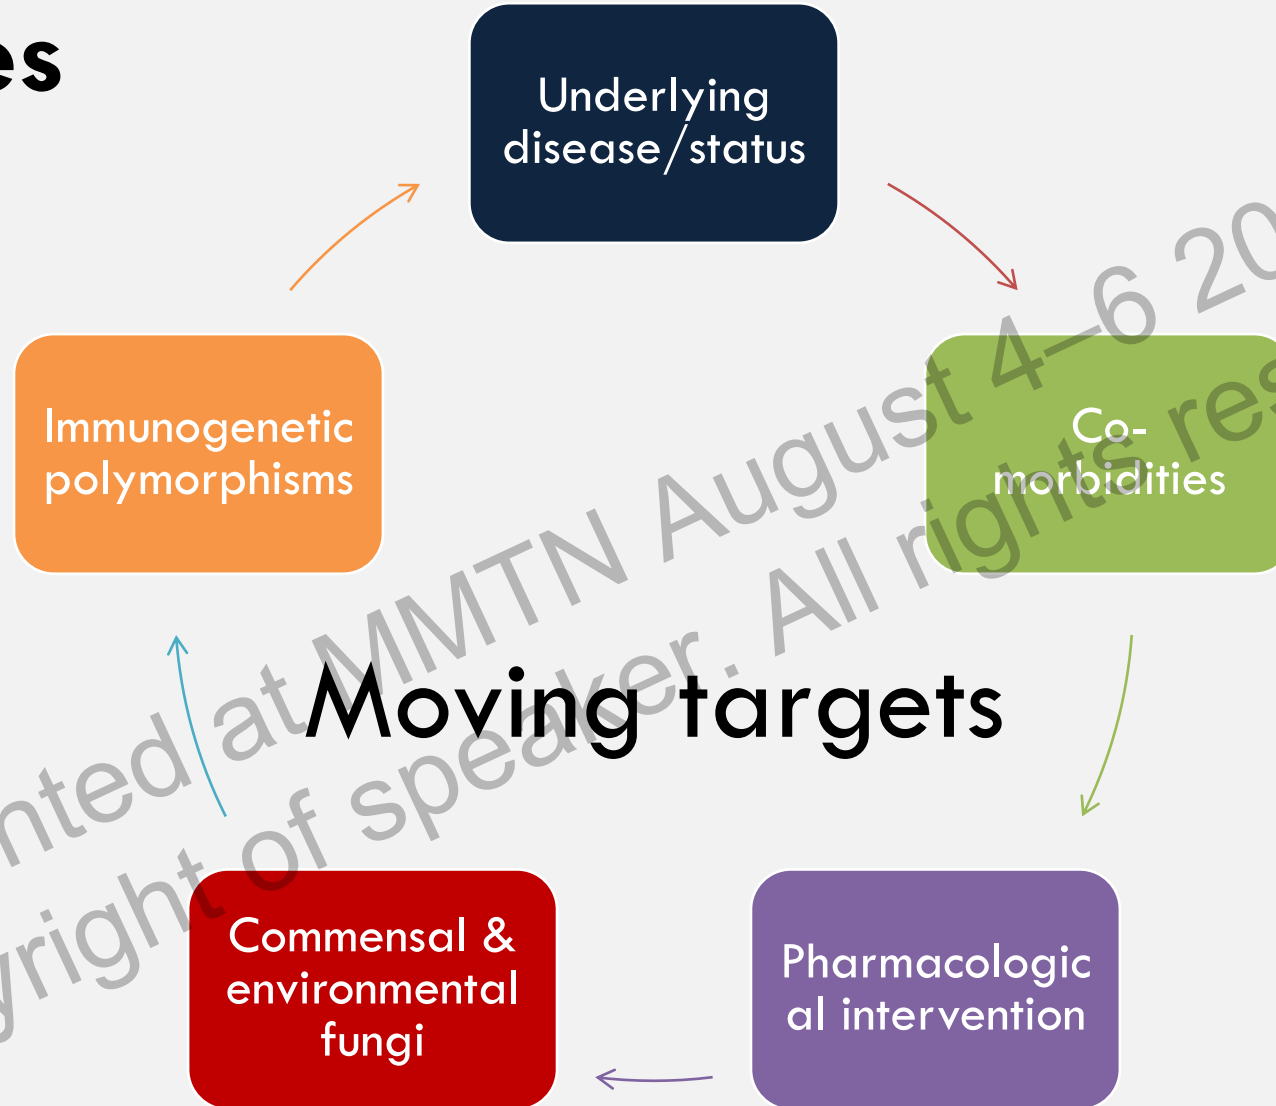 es
Underlying
disease/status
Immunogenetic
polymorphisms
Co-
morbidities
Moving targets
Commensal &
environmental
fungi
Pharmacologic
al intervention
nted at MMTN August 4–6 20
yright of speaker. All rights res